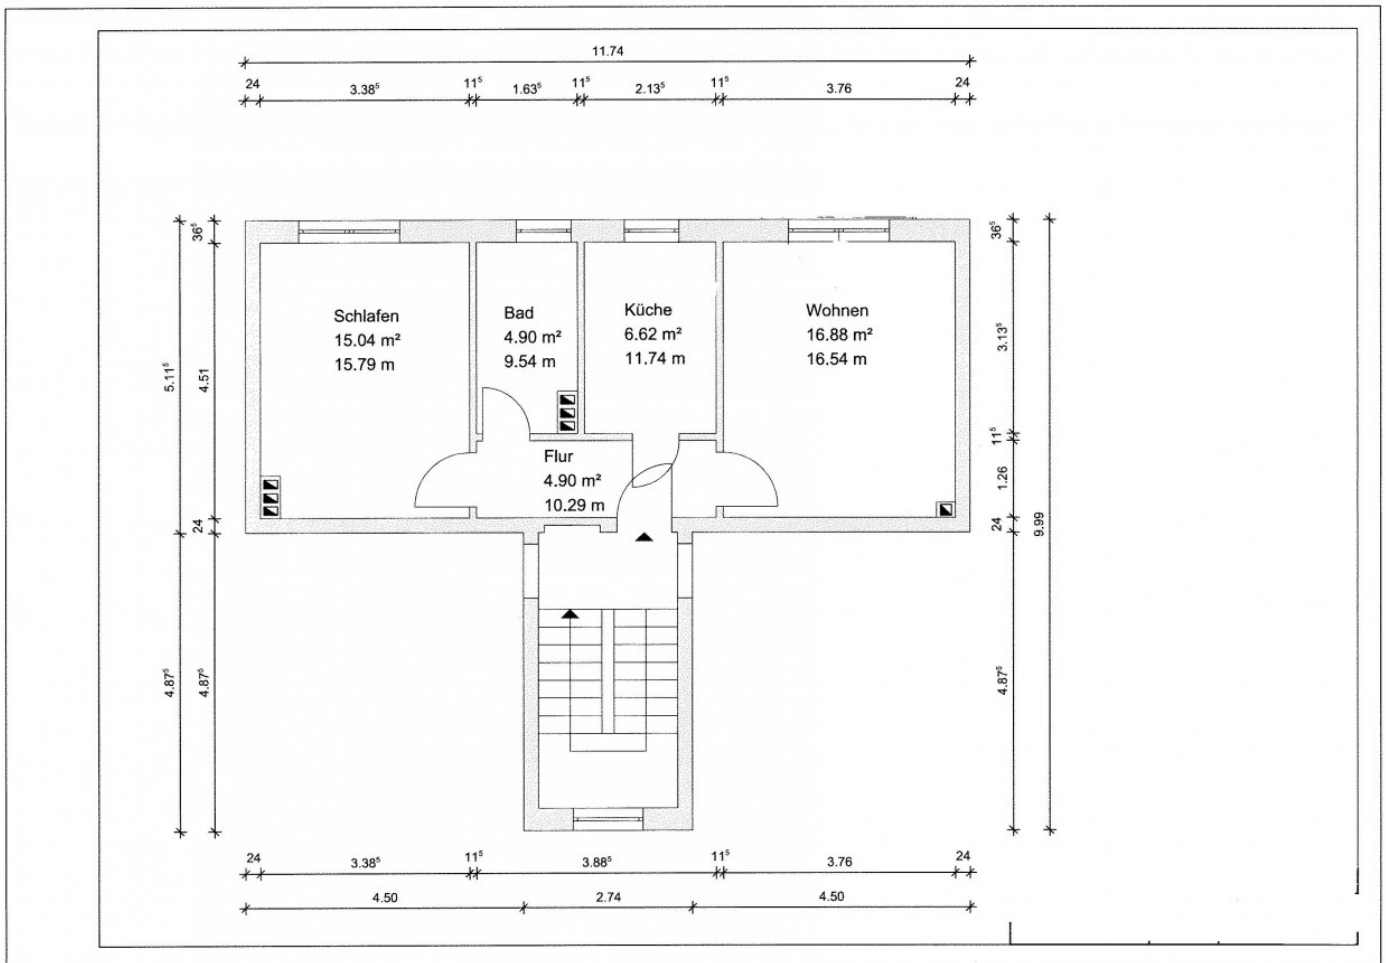 11.74
24 3.38⁵ 11⁵ 1.63⁵ 11⁵ 2.13⁵ 11⁵ 3.76 24
36⁵
5.11⁵
4.51
24
4.87⁵
4.87⁵
Schlafen
15.04 m²
15.79 m
Bad
4.90 m²
9.54 m
Küche
6.62 m²
11.74 m
Wohnen
16.88 m²
16.54 m
Flur
4.90 m²
10.29 m
36⁵
3.13⁵
11⁵
1.26
24
9.99
4.87⁵
24 3.38⁵ 11⁵ 3.88⁵ 11⁵ 3.76 24
4.50 2.74 4.50